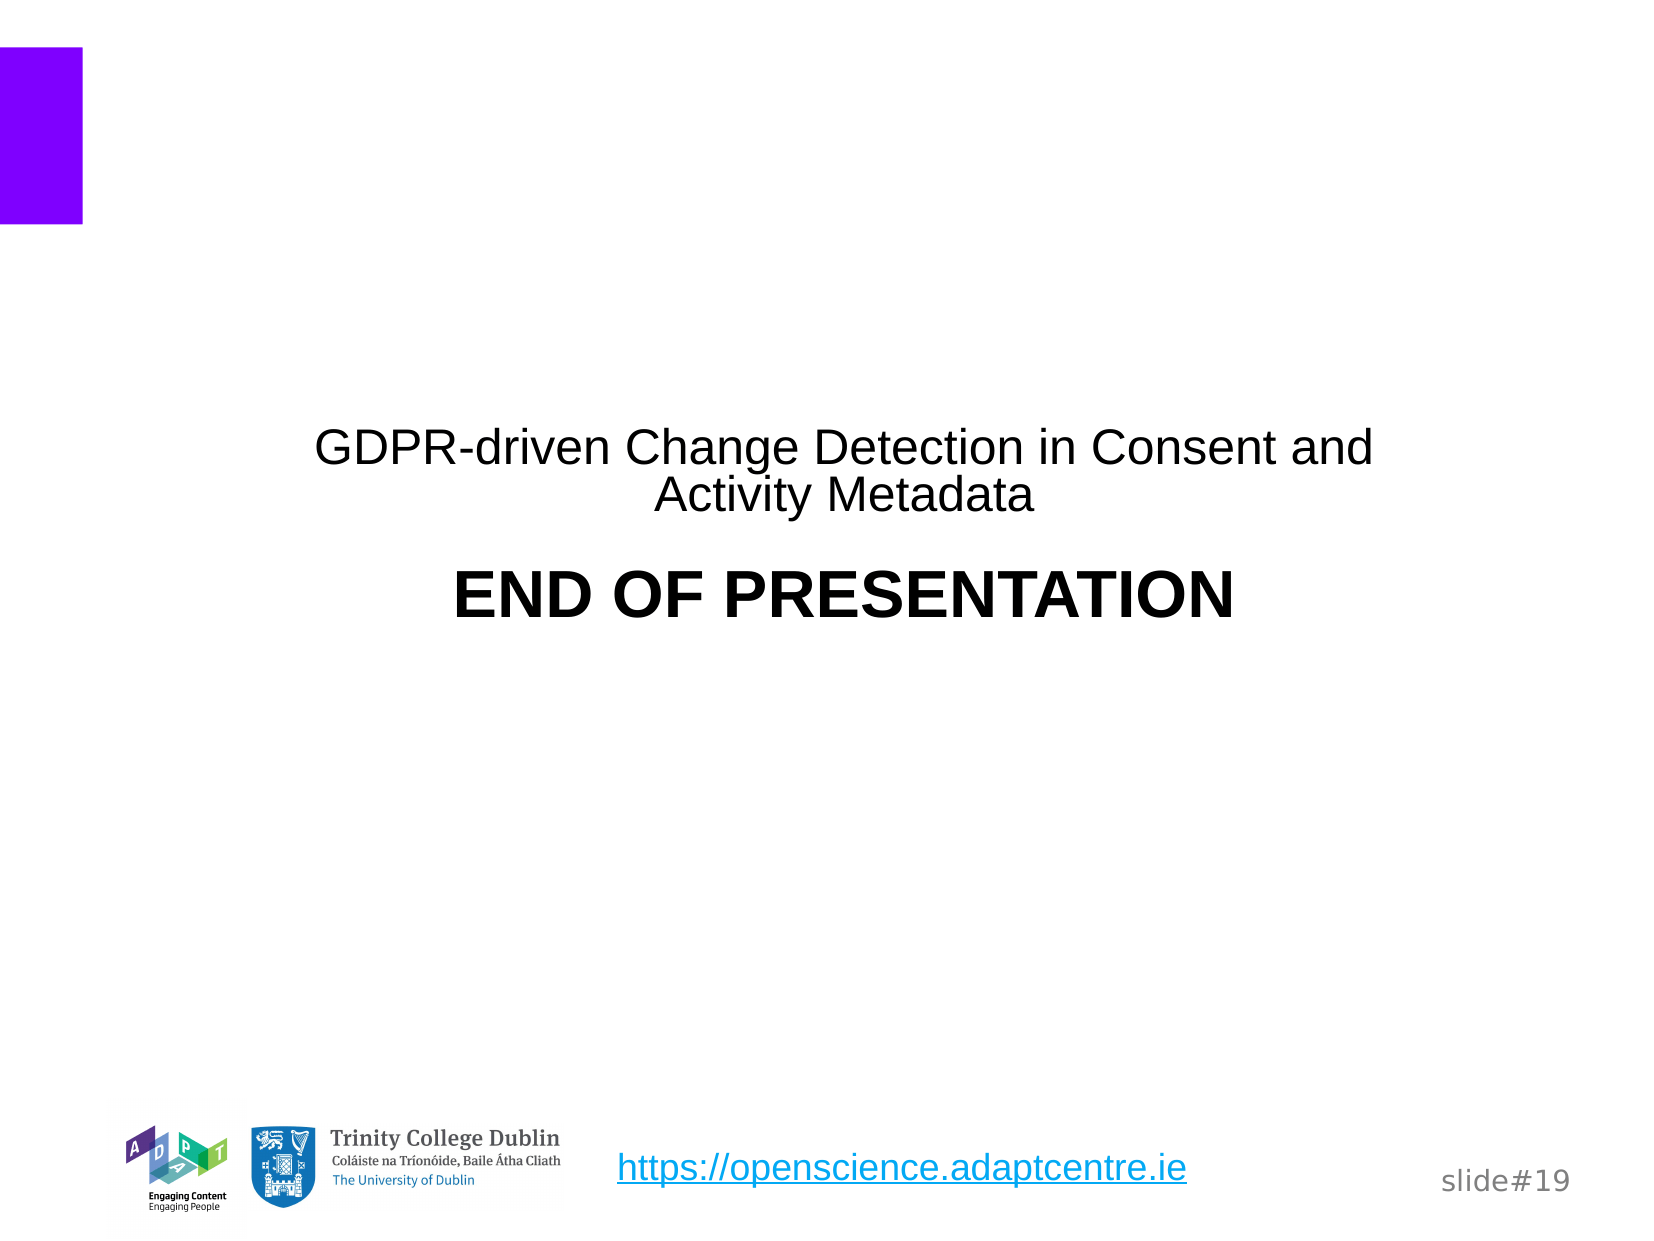 GDPR-driven Change Detection in Consent and
Activity Metadata
END OF PRESENTATION
A D A P T
Engaging Content
Engaging People
Trinity College Dublin
Coláiste na Tríonóide, Baile Átha Cliath
The University of Dublin
https://openscience.adaptcentre.ie
slide#19